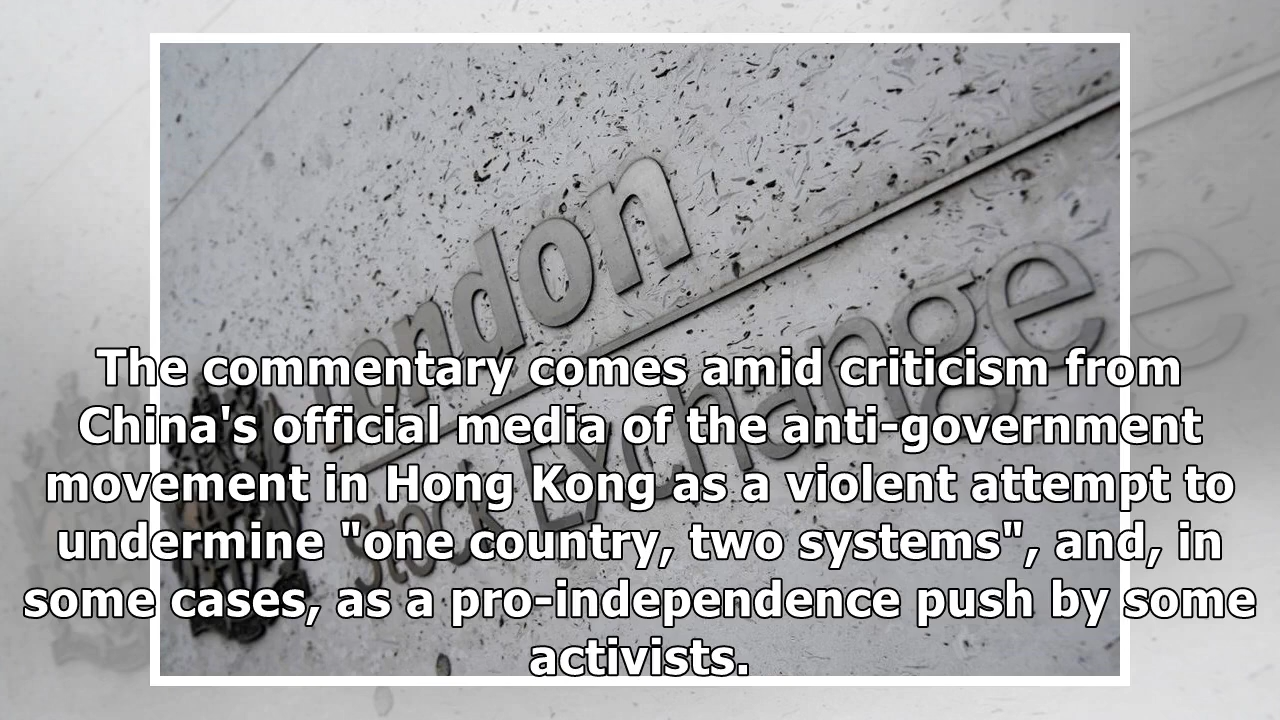 London
Stock Exchange
The commentary comes amid criticism from
China's official media of the anti-government
movement in Hong Kong as a violent attempt to
undermine "one country, two systems", and, in
some cases, as a pro-independence push by some
activists.